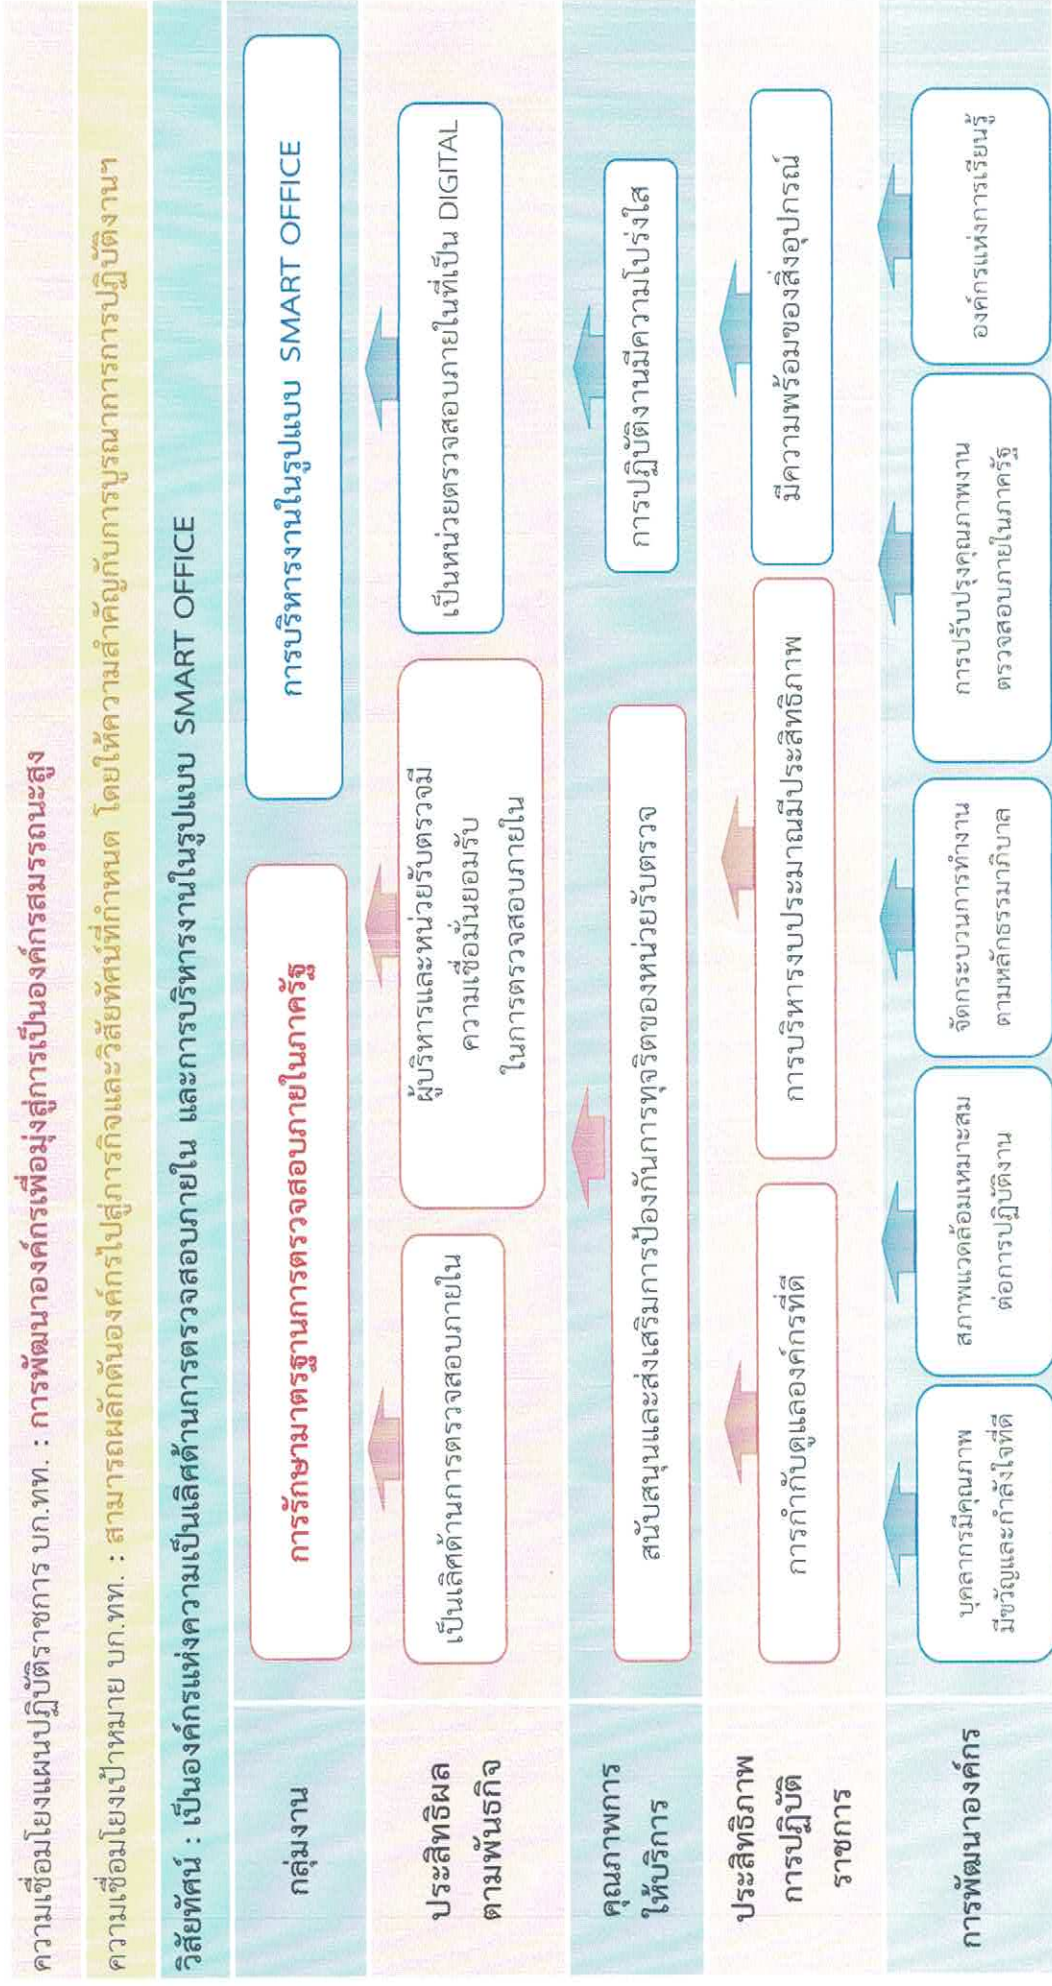 ความเชื่อมโยงแผนปฏิบัติราชการ บก.ทท. : การพัฒนาองค์กรเพื่อมุ่งสู่การเป็นองค์กรสมรรถนะสูง
ความเชื่อมโยงเป้าหมาย บก.ทท. : สามารถผลักดันองค์กรไปสู่ภารกิจและวิสัยทัศน์ที่กำหนด โดยให้ความสำคัญกับการบูรณาการการปฏิบัติงานฯ
วิสัยทัศน์ : เป็นองค์กรแห่งความเป็นเลิศด้านการตรวจสอบภายใน และการบริหารงานในรูปแบบ SMART OFFICE
กลุ่มงาน
การรักษามาตรฐานการตรวจสอบภายในภาครัฐ
การบริหารงานในรูปแบบ SMART OFFICE
ประสิทธิผล
ตามพันธกิจ
เป็นเลิศด้านการตรวจสอบภายใน
ผู้บริหารและหน่วยรับตรวจมี
ความเชื่อมั่นยอมรับ
ในการตรวจสอบภายใน
เป็นหน่วยตรวจสอบภายในที่เป็น DIGITAL
คุณภาพการ
ให้บริการ
สนับสนุนและส่งเสริมการป้องกันการทุจริตของหน่วยรับตรวจ
การปฏิบัติงานมีความโปร่งใส
ประสิทธิภาพ
การปฏิบัติ
ราชการ
การกำกับดูแลองค์กรที่ดี
การบริหารงบประมาณมีประสิทธิภาพ
มีความพร้อมของสิ่งอุปกรณ์
การพัฒนาองค์กร
บุคลากรมีคุณภาพ
มีขวัญและกำลังใจที่ดี
สภาพแวดล้อมเหมาะสม
ต่อการปฏิบัติงาน
จัดกระบวนการทำงาน
ตามหลักธรรมาภิบาล
การปรับปรุงคุณภาพงาน
ตรวจสอบภายในภาครัฐ
องค์กรแห่งการเรียนรู้